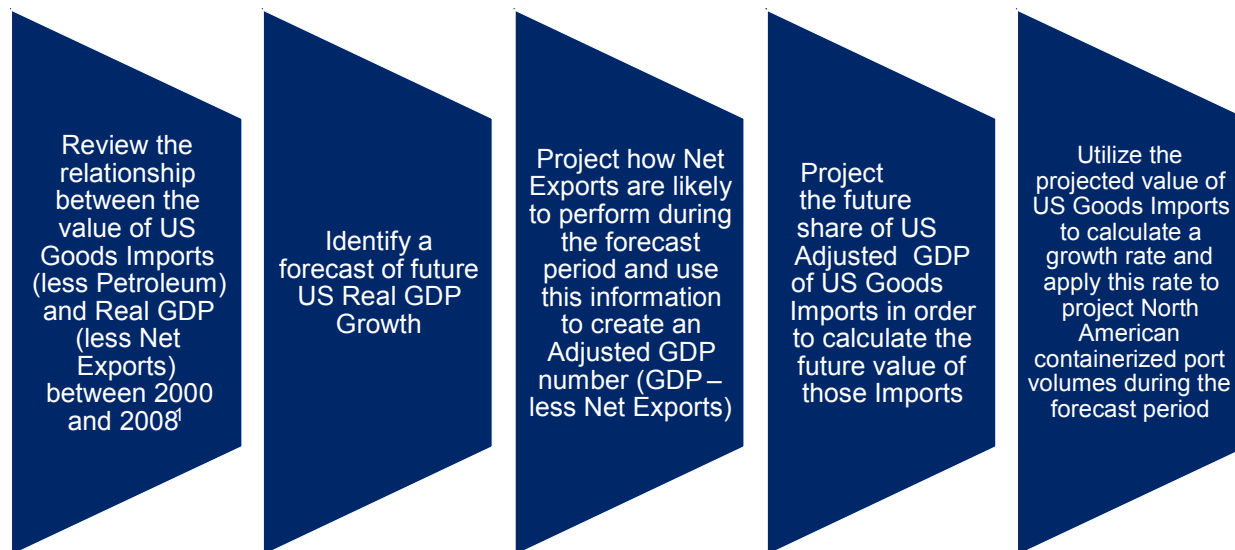 Review the
relationship
between the
value of US
Goods Imports
(less Petroleum)
and Real GDP
(less Net
Exports)
between 2000
and 2008¹
Identify a
forecast of future
US Real GDP
Growth
Project how Net
Exports are likely
to perform during
the forecast
period and use
this information
to create an
Adjusted GDP
number (GDP –
less Net Exports)
Project
the future
share of US
Adjusted GDP
of US Goods
Imports in order
to calculate the
future value of
those Imports
Utilize the
projected value of
US Goods Imports
to calculate a
growth rate and
apply this rate to
project North
American
containerized port
volumes during the
forecast period